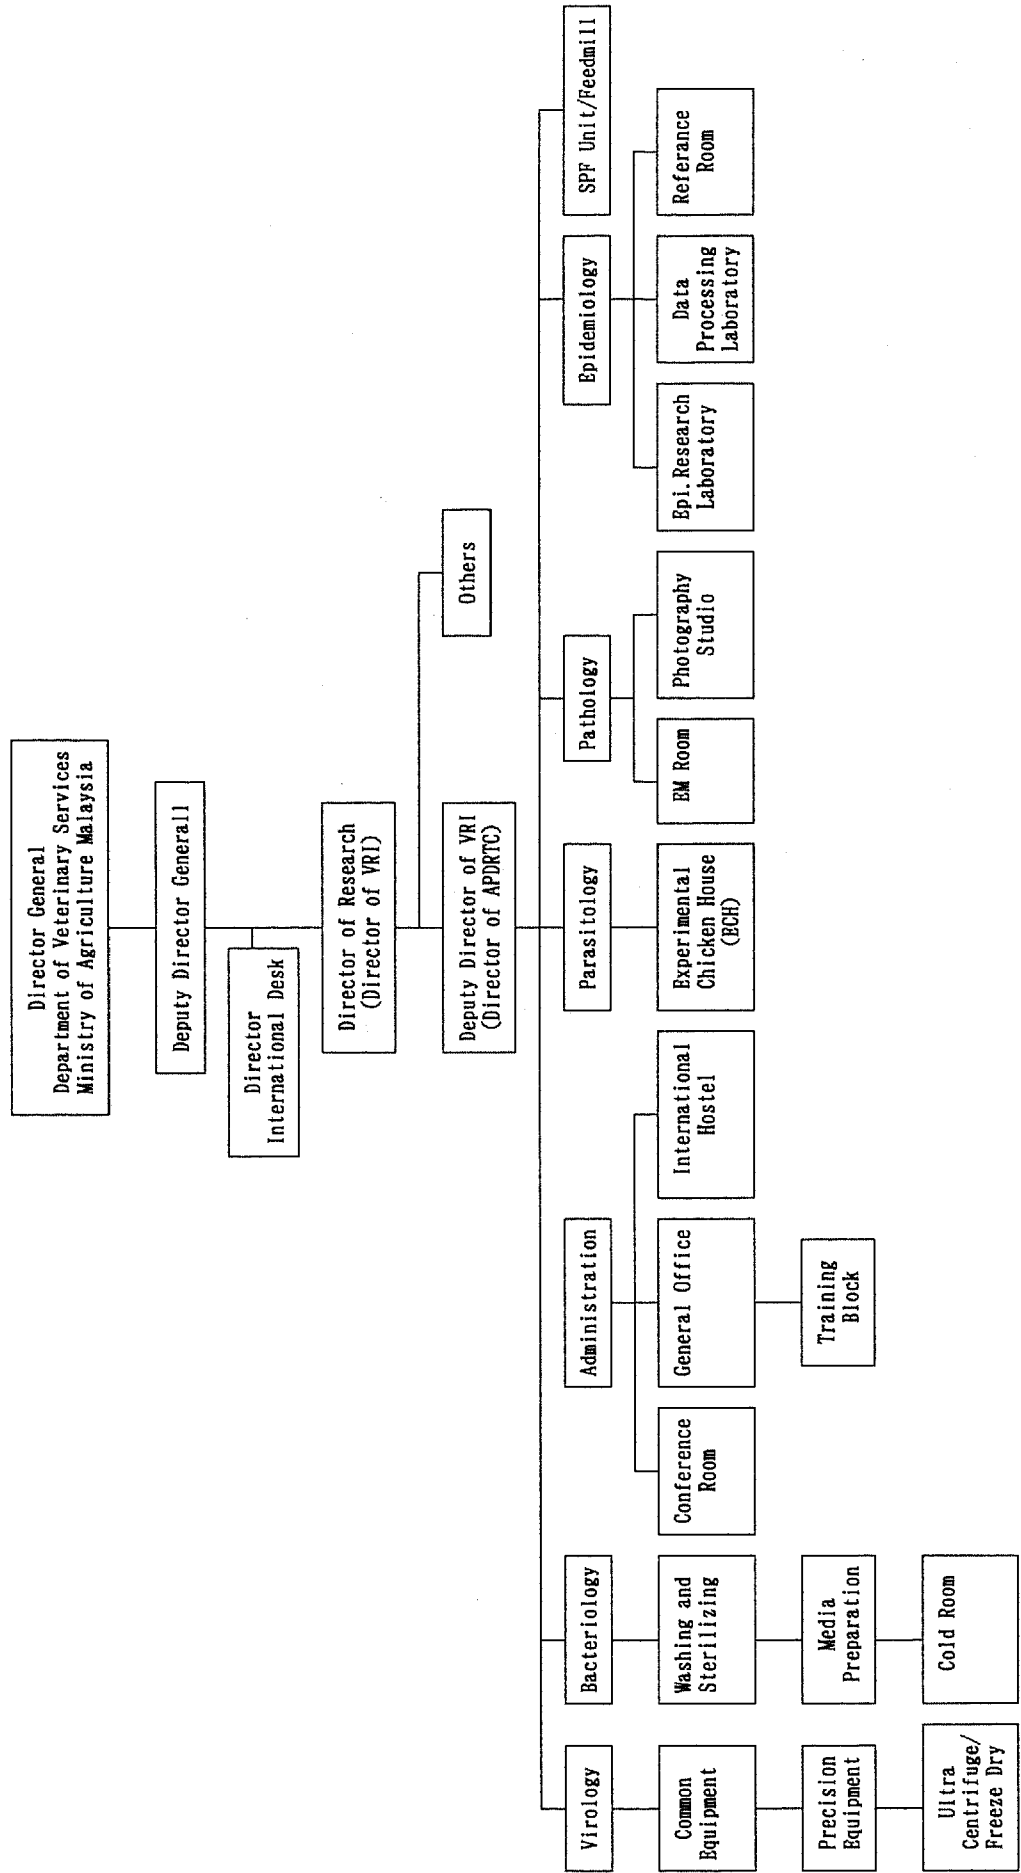 Director General
Department of Veterinary Services
Ministry of Agriculture Malaysia
Deputy Director Generall
Director
International Desk
Director of Research
(Director of VRI)
Others
Deputy Director of VRI
(Director of APDRTC)
Virology
Bacteriology
Administration
Parasitology
Pathology
Epidemiology
SPF Unit/Feedmill
Common
Equipment
Washing and
Sterilizing
Conference
Room
General Office
International
Hostel
Experimental
Chicken House
(ECH)
EM Room
Photography
Studio
Epi.Research
Laboratory
Data
Processing
Laboratory
Referance
Room
Precision
Equipment
Media
Preparation
Training
Block
Ultra
Centrifuge/
Freeze Dry
Cold Room